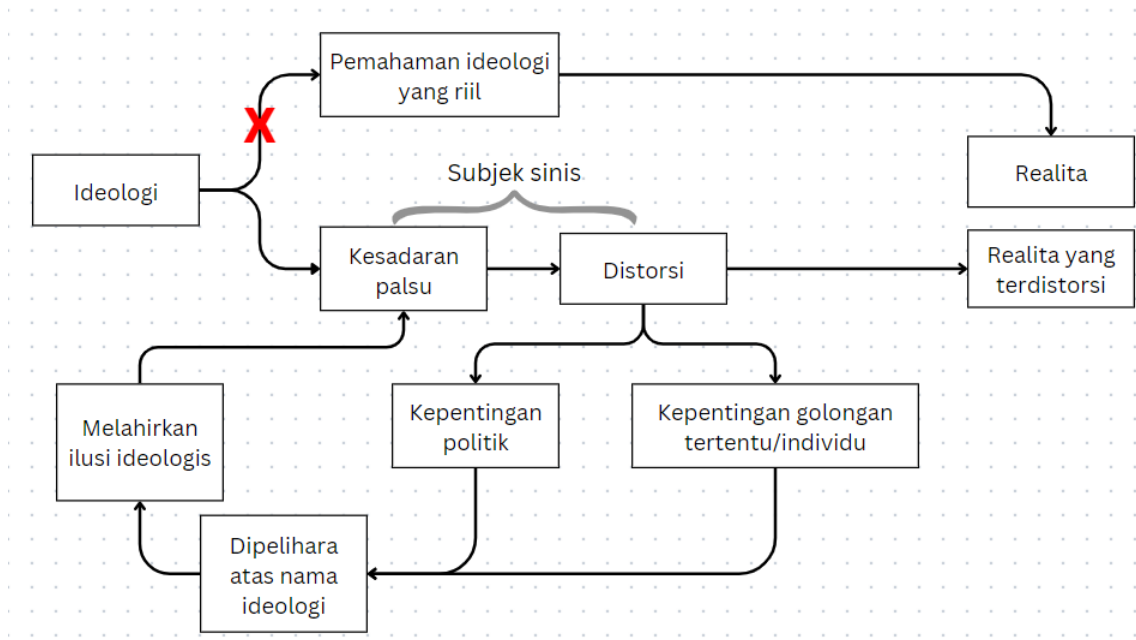 Pemahaman ideologi
yang riil
X
Ideologi
Realita
Subjek sinis
Kesadaran
palsu
Distorsi
Realita yang
terdistorsi
Melahirkan
ilusi ideologis
Kepentingan
politik
Kepentingan golongan
tertentu/individu
Dipelihara
atas nama
ideologi